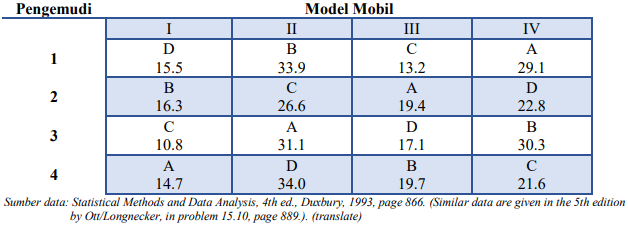 Pengemudi Model Mobil
I II III IV
1 D B C A
15.5 33.9 13.2 29.1
2 B C A D
16.3 26.6 19.4 22.8
3 C A D B
10.8 31.1 17.1 30.3
4 A D B C
14.7 34.0 19.7 21.6
Sumber data: Statistical Methods and Data Analysis, 4th ed., Duxbury, 1993, page 866. (Similar data are given in the 5th edition
by Ott/Longnecker, in problem 15.10, page 889.). (translate)